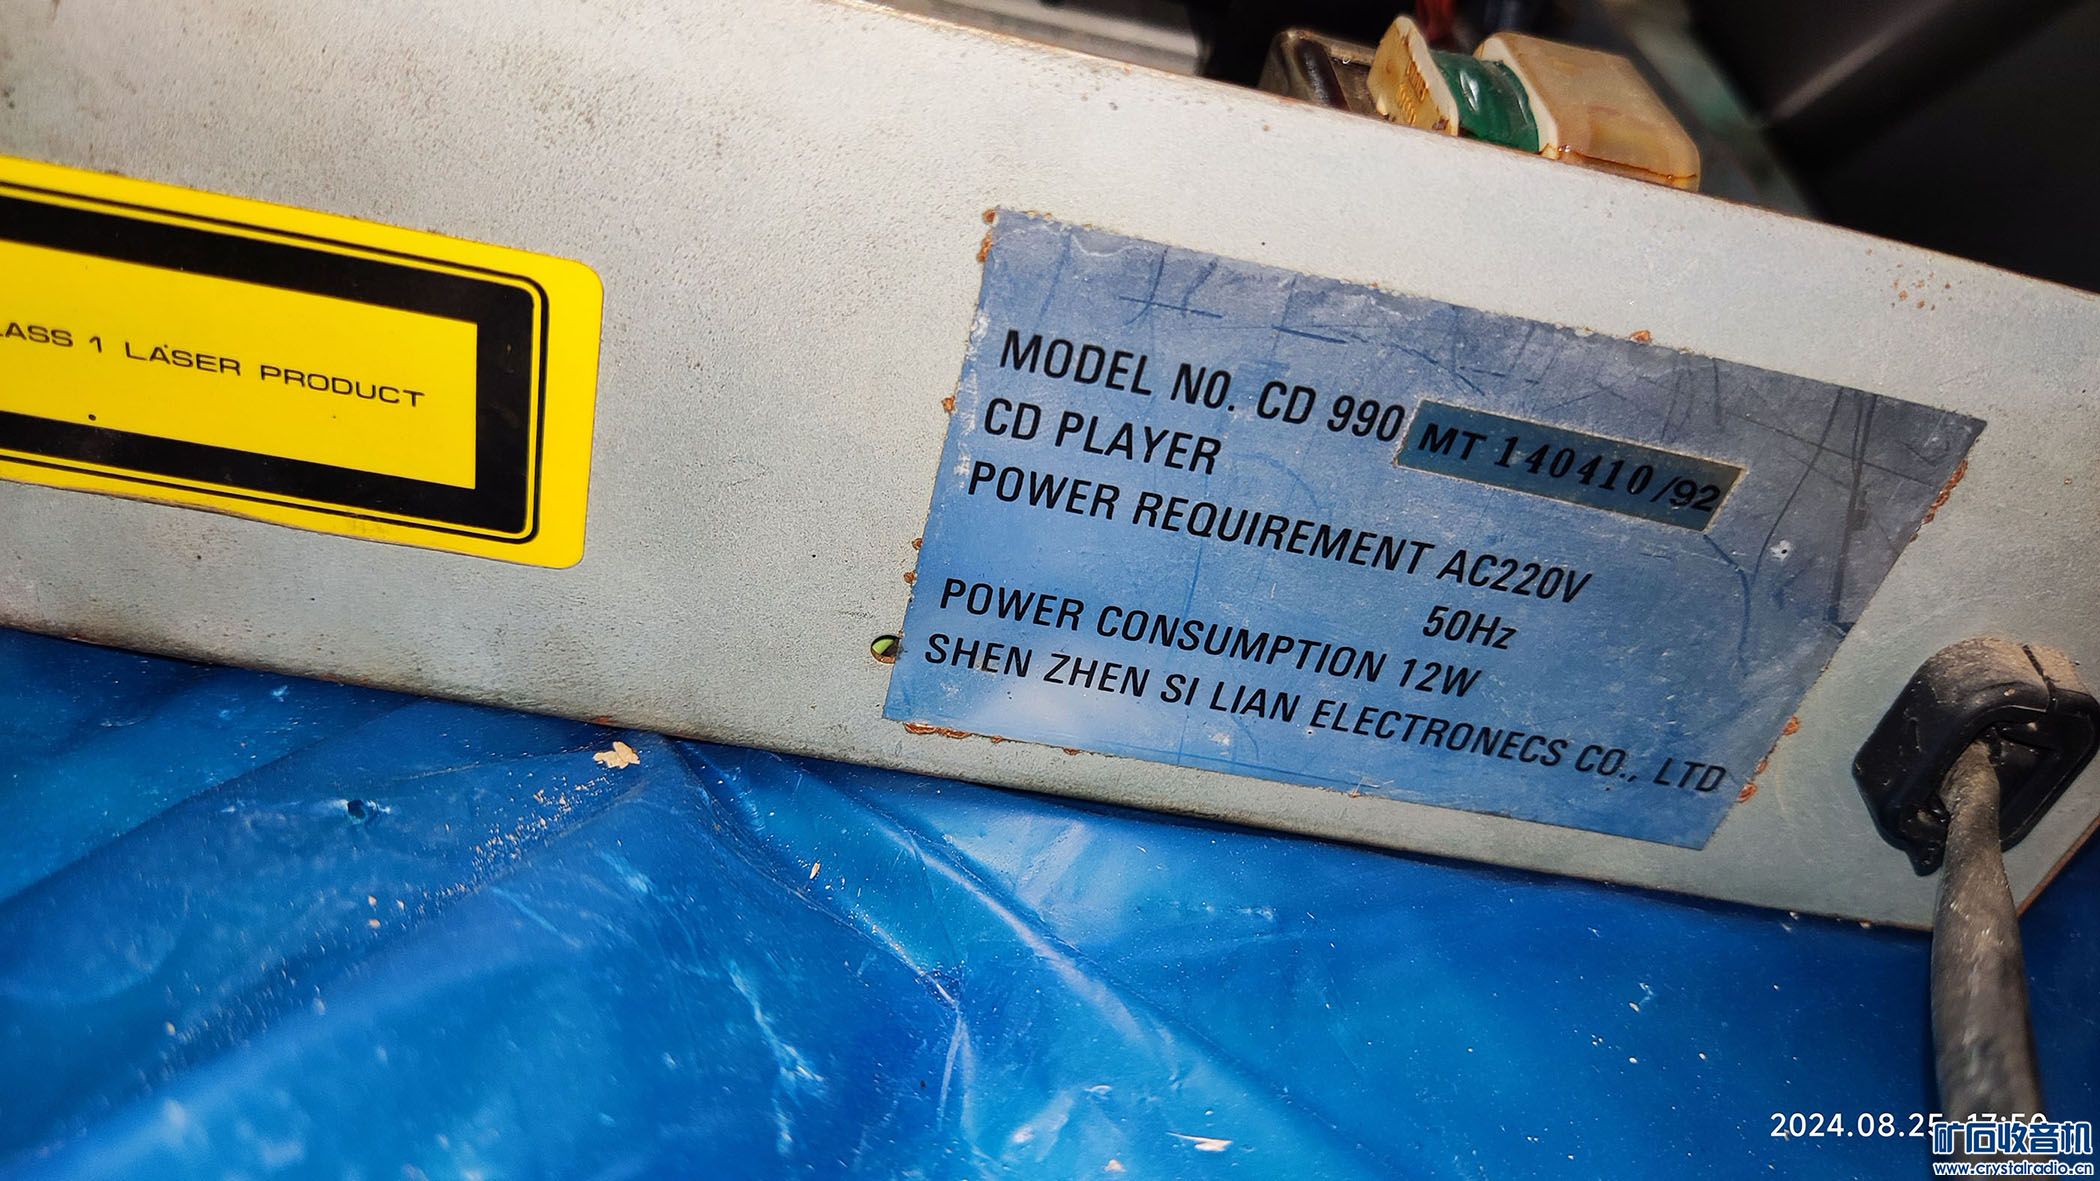 LASS 1 LASER PRODUCT
MODEL NO. CD 990 MT 140410/92
CD PLAYER
POWER REQUIREMENT AC220V
50Hz
POWER CONSUMPTION 12W
SHEN ZHEN SI LIAN ELECTRONECS CO., LTD
2024.08.25
矿石收音机
www.crystalradio.cn